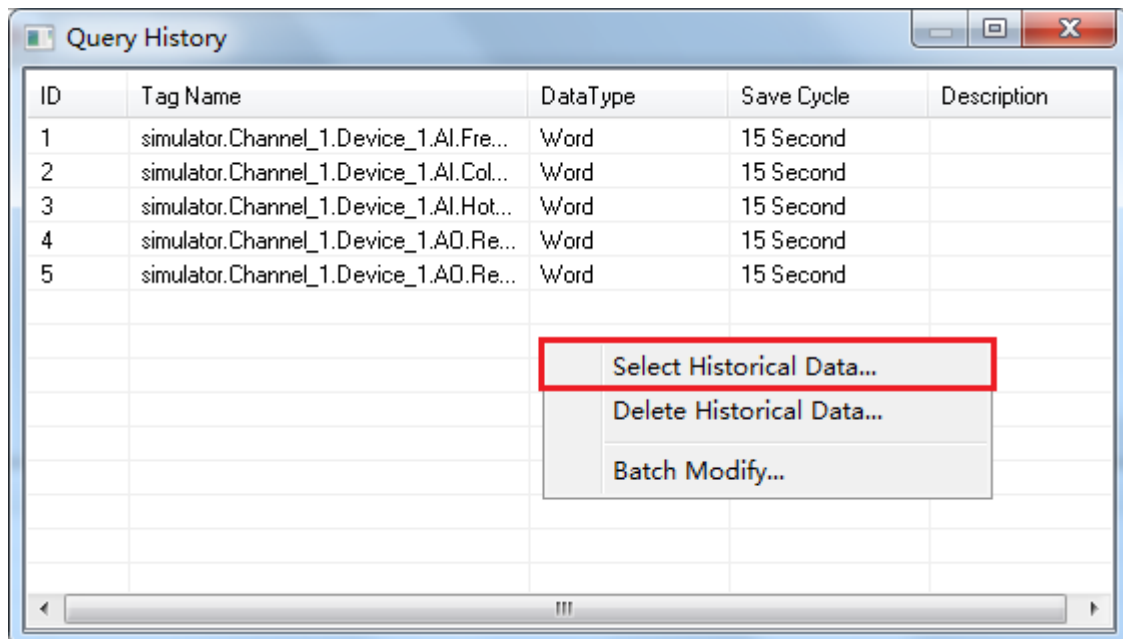 Query History
ID Tag Name DataType Save Cycle Description
1 simulator.Channel_1.Device_1.AI.Fre... Word 15 Second
2 simulator.Channel_1.Device_1.AI.Col... Word 15 Second
3 simulator.Channel_1.Device_1.AI.Hot... Word 15 Second
4 simulator.Channel_1.Device_1.AO.Re... Word 15 Second
5 simulator.Channel_1.Device_1.AO.Re... Word 15 Second
Select Historical Data...
Delete Historical Data...
Batch Modify...